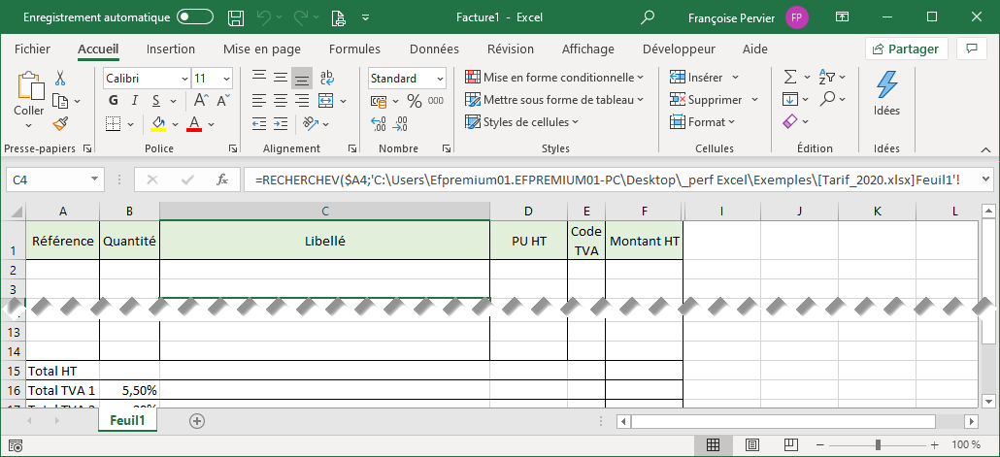 Enregistrement automatique
Facture1 - Excel
Françoise Pervier FP
Fichier Accueil Insertion Mise en page Formules Données Révision Affichage Développeur Aide Partager
Coller
Calibri 11
G I S
ab
Standard
% 000
Mise en forme conditionnelle
Mettre sous forme de tableau
Styles de cellules
Insérer
Supprimer
Format
Idées
Presse-papiers Police Alignement Nombre Styles Cellules Édition Idées
C4 =RECHERCHEV($A4;'C:\Users\Efpremium01.EFPREMIUM01-PC\Desktop\_perf Excel\Exemples\[Tarif_2020.xlsx]Feuil1'!
A B C D E F I J K L
1 Référence Quantité Libellé PU HT Code TVA Montant HT
2
3
13
14
15 Total HT
16 Total TVA 1 5,50%
Feuil1
100 %